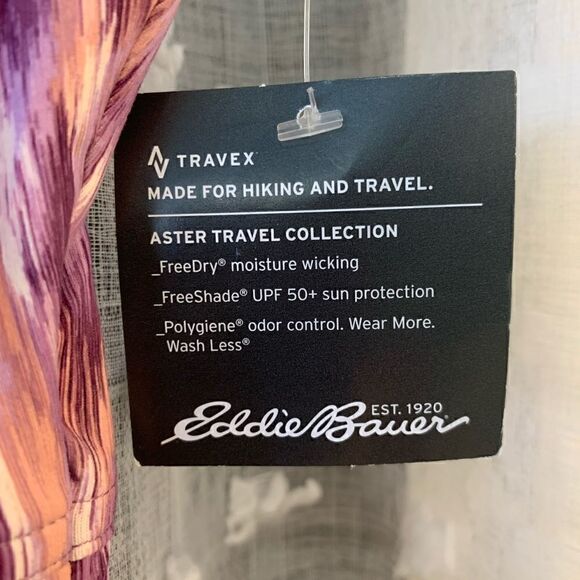 TRAVEX
MADE FOR HIKING AND TRAVEL.
ASTER TRAVEL COLLECTION
_FreeDry® moisture wicking
_FreeShade® UPF 50+ sun protection
_Polygiene® odor control. Wear More.
Wash Less®
EST. 1920
Eddie Bauer